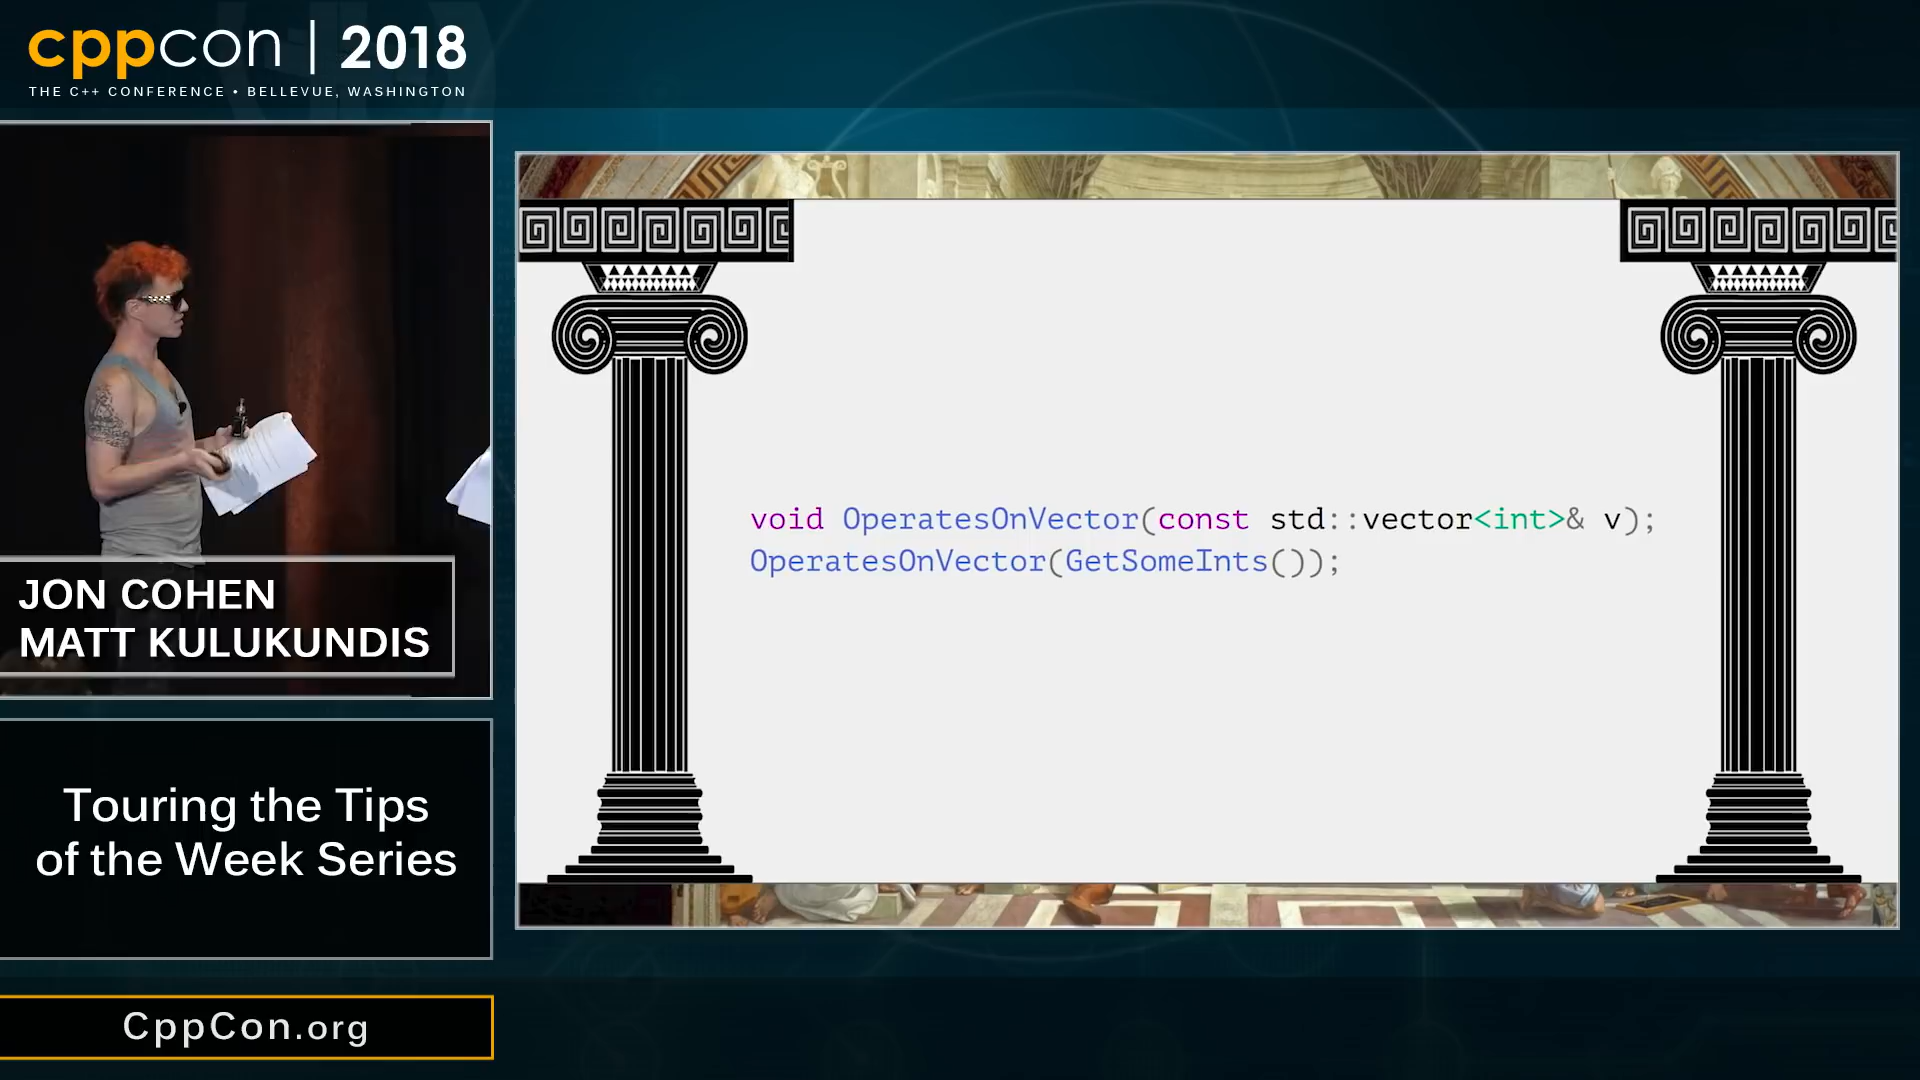 cppcon | 2018
THE C++ CONFERENCE • BELLEVUE, WASHINGTON
JON COHEN
MATT KULUKUNDIS
Touring the Tips
of the Week Series
CppCon.org
void OperatesOnVector(const std::vector<int>& v);
OperatesOnVector(GetSomeInts());